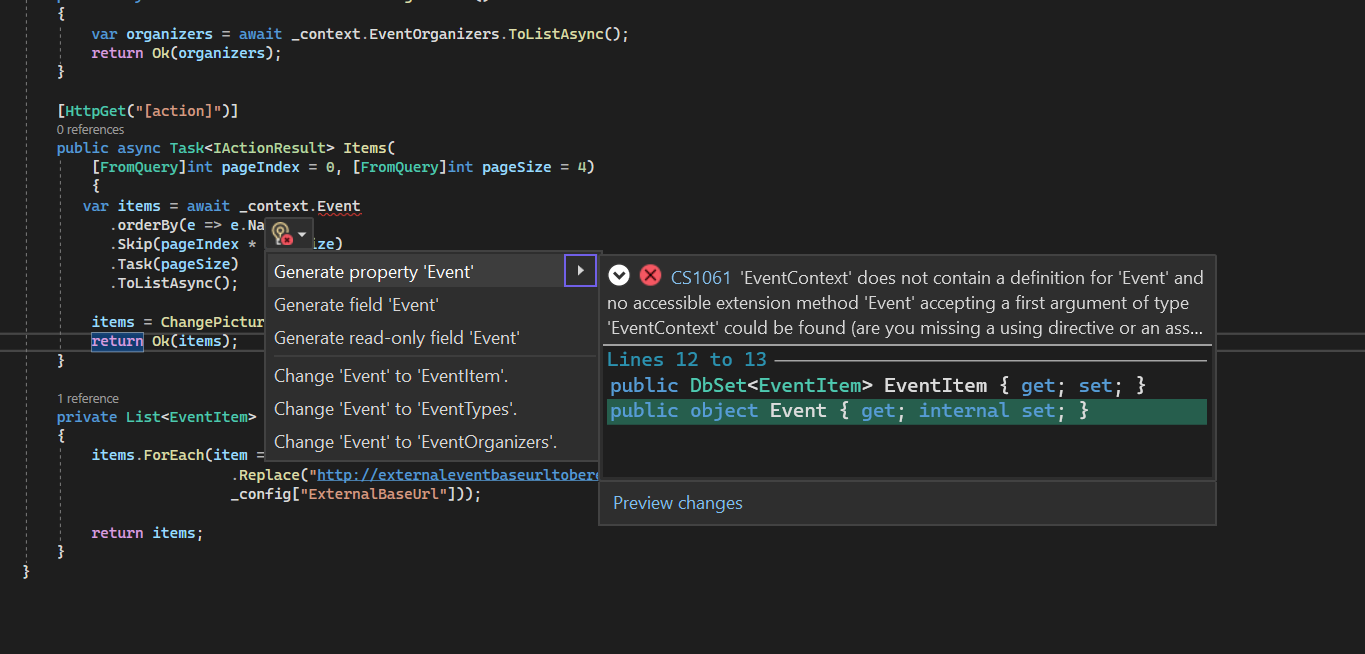 {
var organizers = await _context.EventOrganizers.ToListAsync();
return Ok(organizers);
}
[HttpGet("[action]")]
0 references
public async Task<IActionResult> Items(
[FromQuery]int pageIndex = 0, [FromQuery]int pageSize = 4)
{
var items = await _context.Event
.orderBy(e => e.Na
.Skip(pageIndex * ize)
.Task(pageSize)
.ToListAsync();
items = ChangePictur
return Ok(items);
}
1 reference
private List<EventItem>
{
items.ForEach(item =
.Replace("http://externaleventbaseurltobere
_config["ExternalBaseUrl"]));
return items;
}
}
Generate property 'Event'
Generate field 'Event'
Generate read-only field 'Event'
Change 'Event' to 'EventItem'.
Change 'Event' to 'EventTypes'.
Change 'Event' to 'EventOrganizers'.
CS1061 'EventContext' does not contain a definition for 'Event' and
no accessible extension method 'Event' accepting a first argument of type
'EventContext' could be found (are you missing a using directive or an ass...
Lines 12 to 13
public DbSet<EventItem> EventItem { get; set; }
public object Event { get; internal set; }
Preview changes